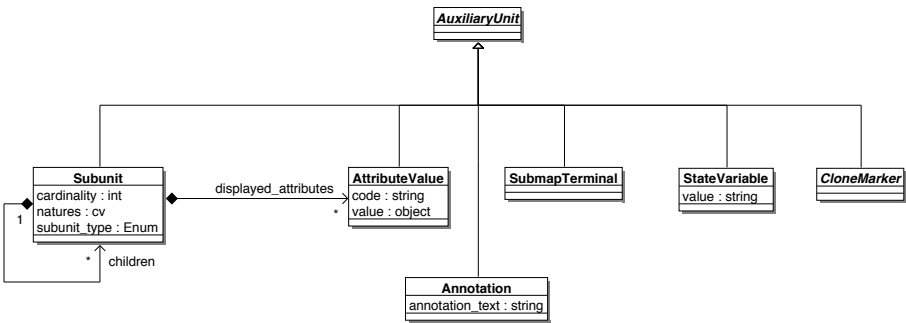 AuxiliaryUnit
Subunit
cardinality : int
natures : cv
subunit_type : Enum
1
* children
displayed_attributes
*
AttributeValue
code : string
value : object
SubmapTerminal
StateVariable
value : string
CloneMarker
Annotation
annotation_text : string